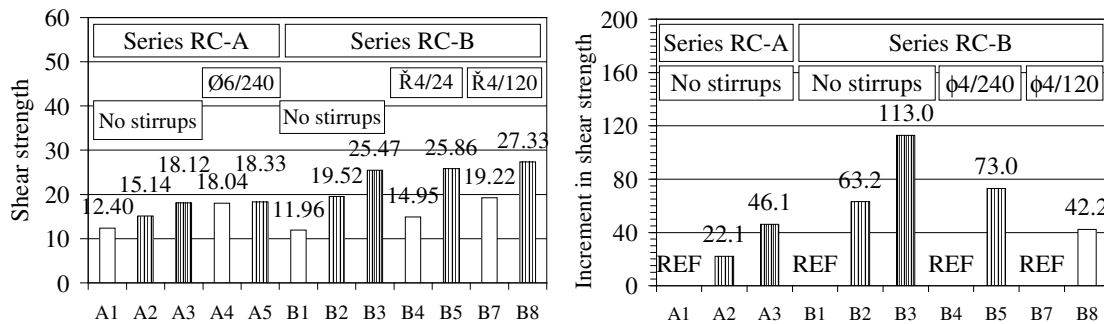 60
50
40
30
20
10
0
Shear strength
Series RC-A
Series RC-B
Ø6/240
Ř4/24
Ř4/120
No stirrups
No stirrups
12.40
15.14
18.12
18.04
18.33
11.96
19.52
25.47
14.95
25.86
19.22
27.33
A1 A2 A3 A4 A5 B1 B2 B3 B4 B5 B7 B8
200
160
120
80
40
0
Increment in shear strength
Series RC-A
Series RC-B
No stirrups
No stirrups
ϕ4/240
ϕ4/120
REF
22.1
46.1
REF
63.2
113.0
REF
73.0
REF
42.2
A1 A2 A3 B1 B2 B3 B4 B5 B7 B8